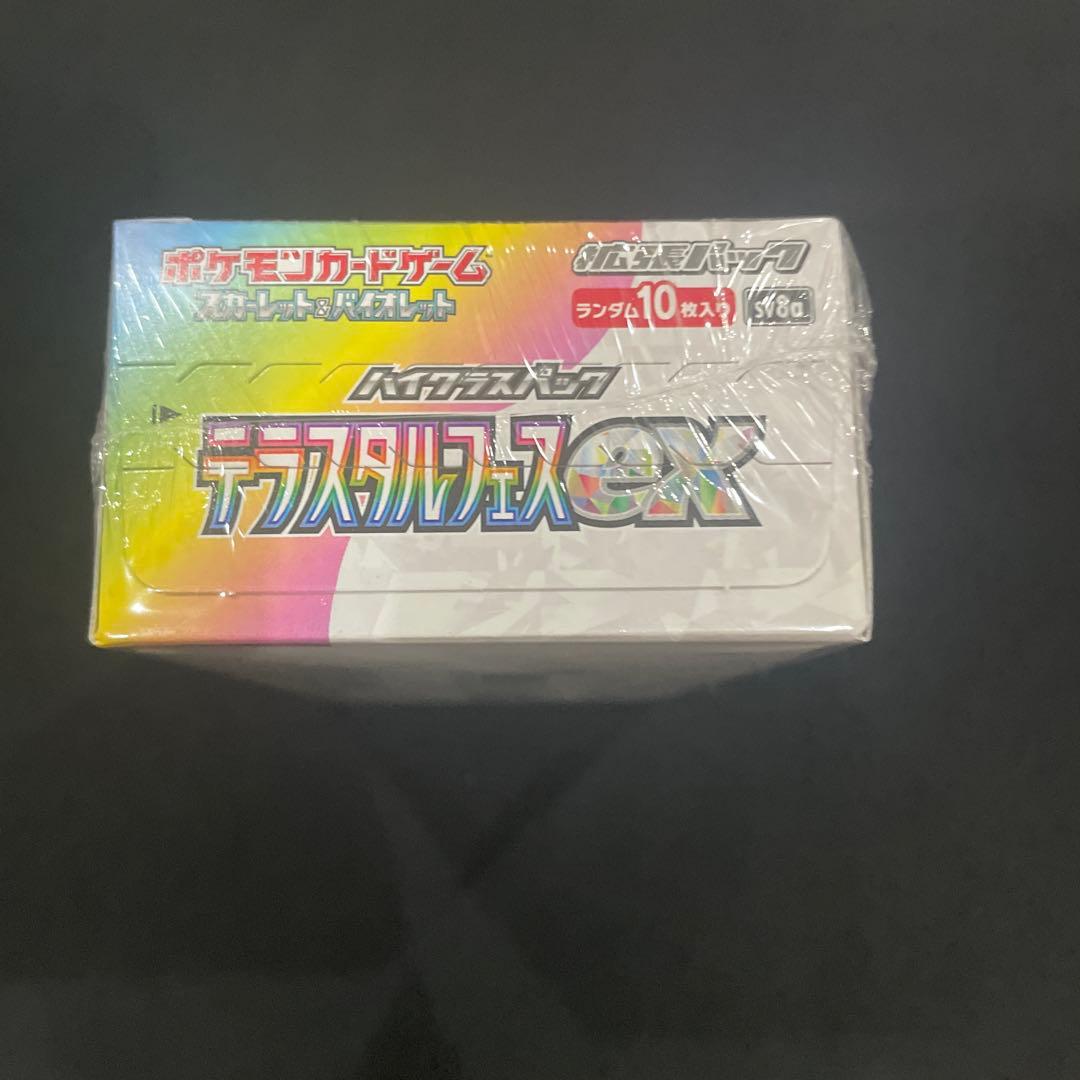 ポケモンカードゲーム
スカーレット&バイオレット
拡張パック
ランダム10枚入り sv8a
ハイクラスパック
テラスタルフェスex